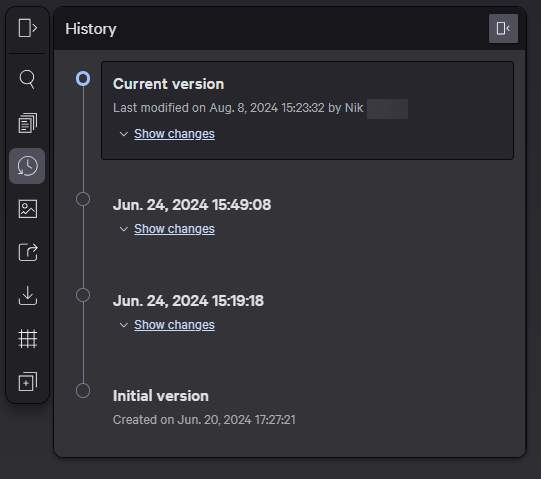 History
Current version
Last modified on Aug. 8, 2024 15:23:32 by Nik
Show changes
Jun. 24, 2024 15:49:08
Show changes
Jun. 24, 2024 15:19:18
Show changes
Initial version
Created on Jun. 20, 2024 17:27:21